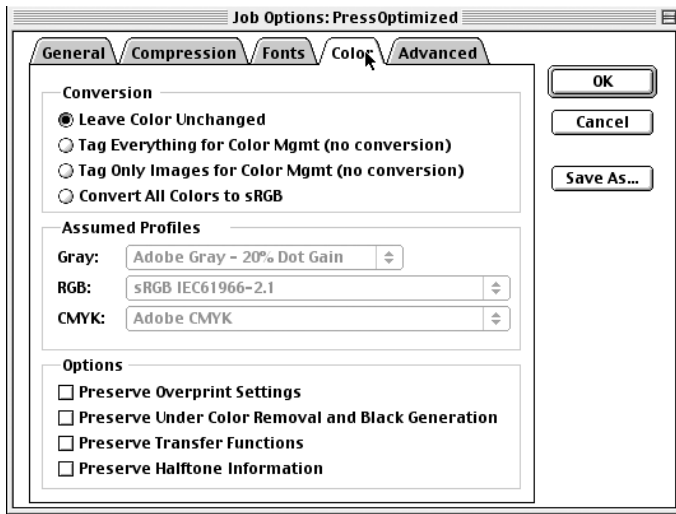 Job Options: PressOptimized
General Compression Fonts Color Advanced
Conversion
Leave Color Unchanged
Tag Everything for Color Mgmt (no conversion)
Tag Only Images for Color Mgmt (no conversion)
Convert All Colors to sRGB
Assumed Profiles
Gray: Adobe Gray - 20% Dot Gain
RGB: sRGB IEC61966-2.1
CMYK: Adobe CMYK
Options
Preserve Overprint Settings
Preserve Under Color Removal and Black Generation
Preserve Transfer Functions
Preserve Halftone Information
OK
Cancel
Save As...